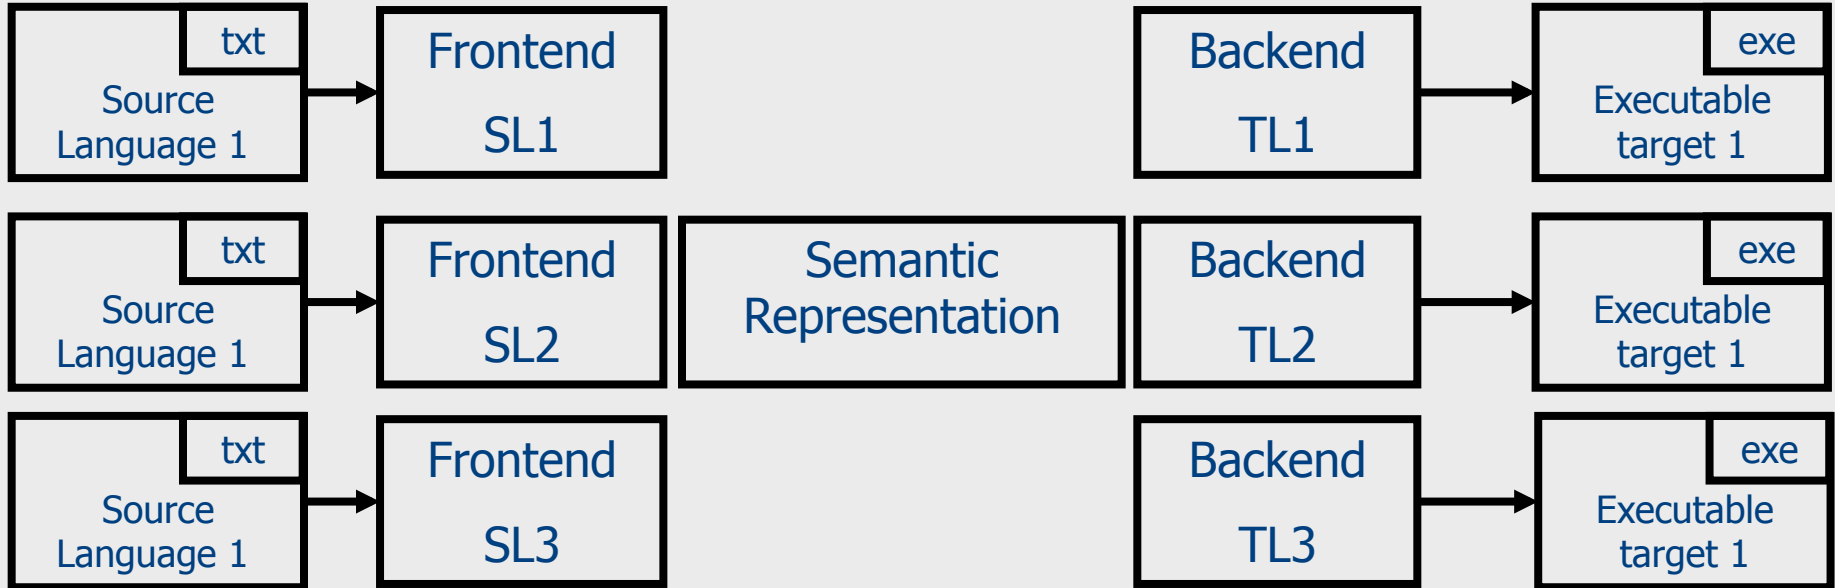 txt
Source
Language 1
Frontend
SL1
Backend
TL1
exe
Executable
target 1
txt
Source
Language 1
Frontend
SL2
Semantic
Representation
Backend
TL2
exe
Executable
target 1
txt
Source
Language 1
Frontend
SL3
Backend
TL3
exe
Executable
target 1